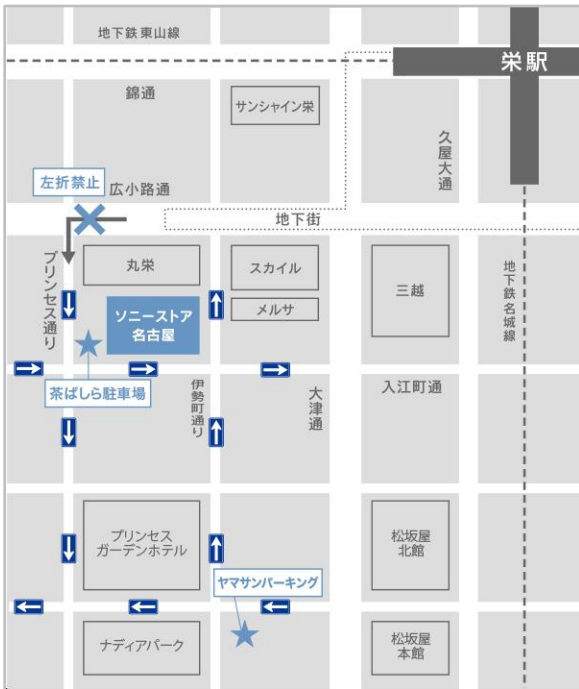 地下鉄東山線
栄駅
錦通
サンシャイン栄
久屋大通
左折禁止
広小路通
地下街
プリンセス通り
丸栄
スカイル
三越
地下鉄名城線
ソニーストア
名古屋
メルサ
茶ばしら駐車場
伊勢町通り
大津通
入江町通
プリンセス
ガーデンホテル
松坂屋
北館
ヤマサンパーキング
ナディアパーク
松坂屋
本館